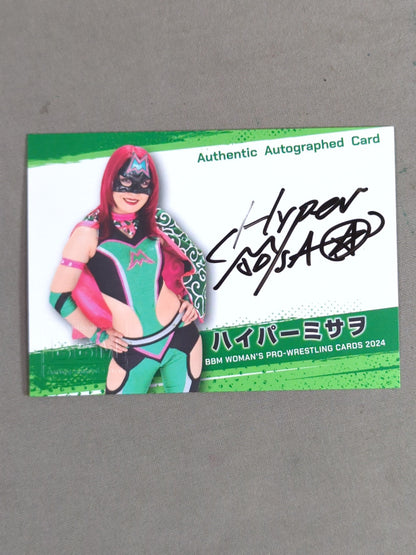 Authentic Autographed Card
Hyper
MisAO
ハイパーミサヲ
BBM WOMAN'S PRO-WRESTLING CARDS 2024